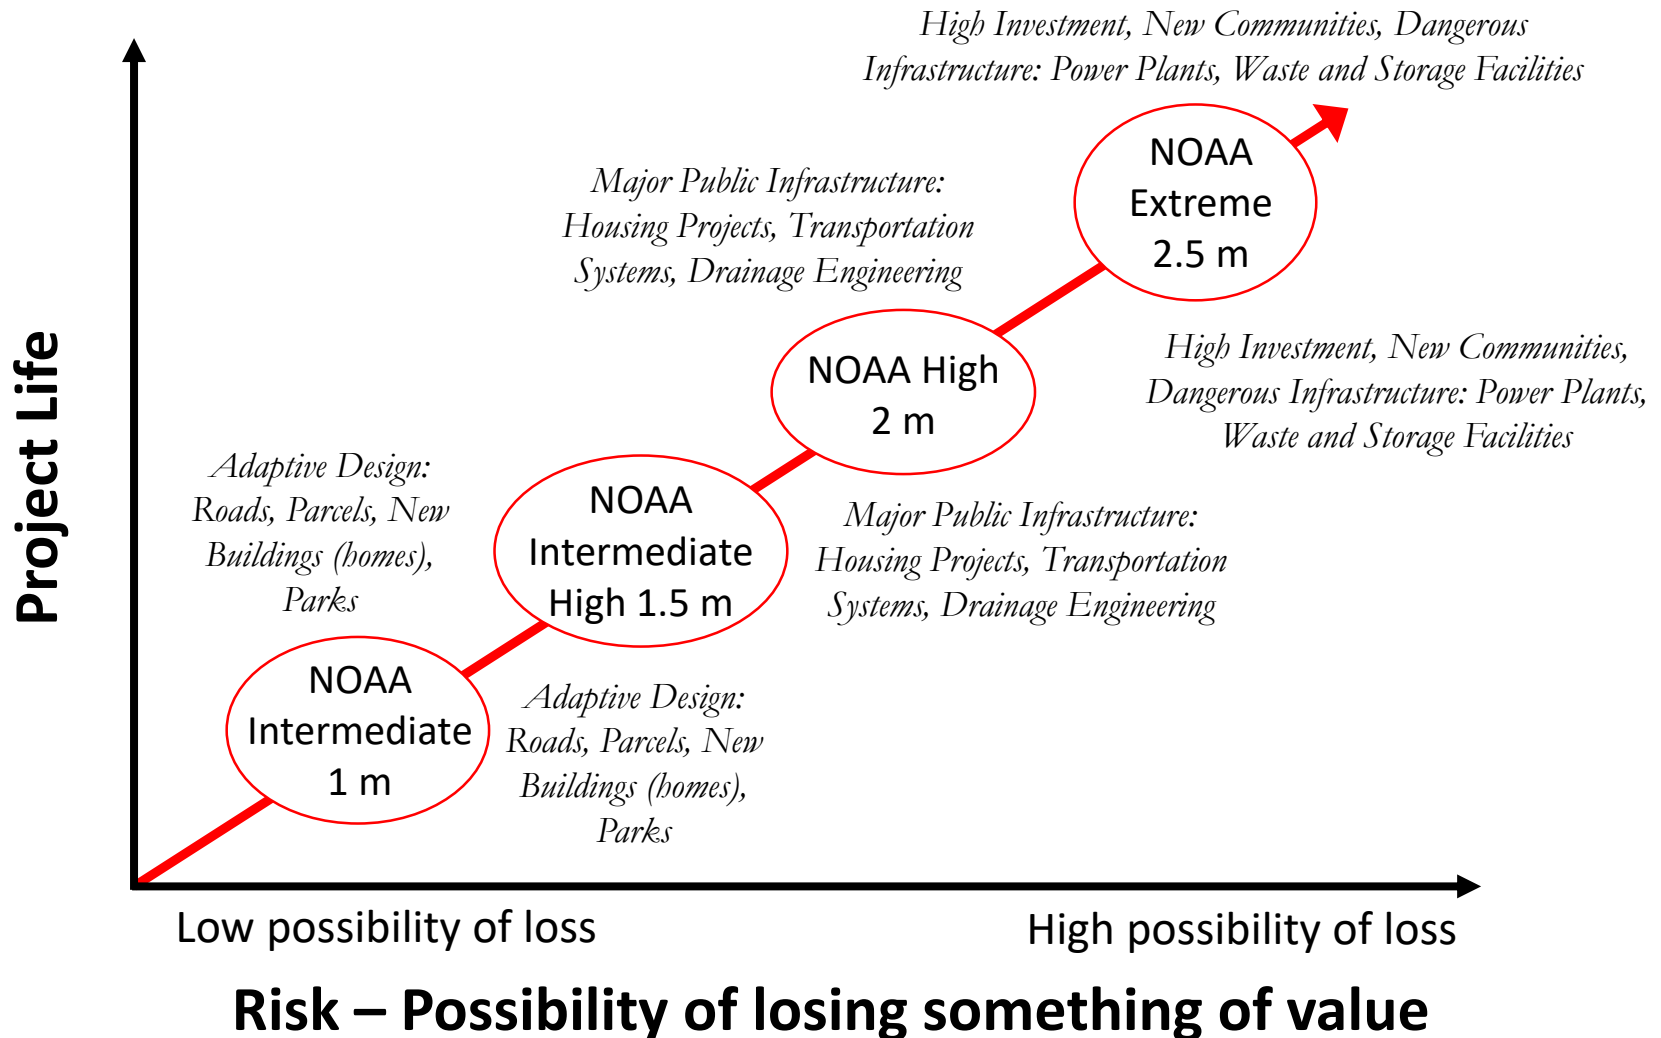 High Investment, New Communities, Dangerous
Infrastructure: Power Plants, Waste and Storage Facilities
NOAA
Extreme
2.5 m
Major Public Infrastructure:
Housing Projects, Transportation
Systems, Drainage Engineering
High Investment, New Communities,
Dangerous Infrastructure: Power Plants,
Waste and Storage Facilities
NOAA High
2 m
Project Life
Adaptive Design:
Roads, Parcels, New
Buildings (homes),
Parks
NOAA
Intermediate
High 1.5 m
Major Public Infrastructure:
Housing Projects, Transportation
Systems, Drainage Engineering
NOAA
Intermediate
1 m
Adaptive Design:
Roads, Parcels, New
Buildings (homes),
Parks
Low possibility of loss
High possibility of loss
Risk – Possibility of losing something of value